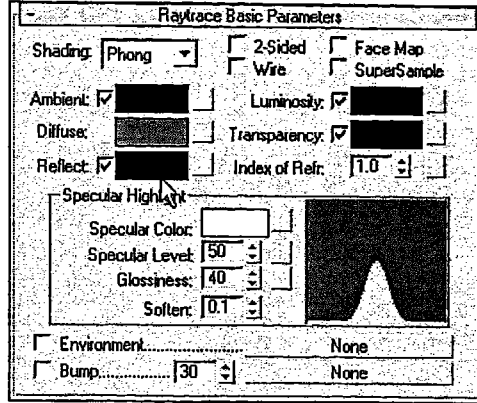 - Raytrace Basic Parameters
Shading: Phong 2-Sided Face Map
Wire SuperSample
Ambient: Luminosity:
Diffuse: Transparency:
Reflect: Index of Refr: 1.0
Specular Highlight
Specular Color:
Specular Level: 50
Glossiness: 40
Soften: 0.1
Environment........................ None
Bump............... 30 None